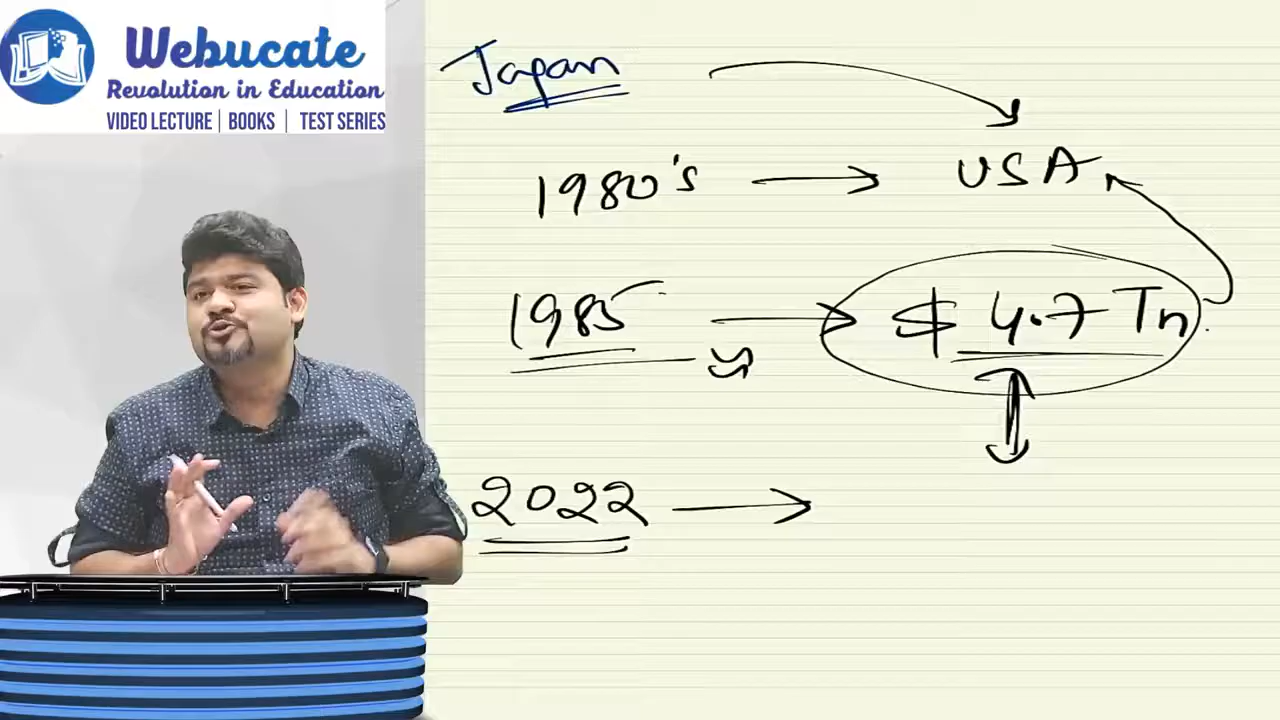 Webucate
Revolution in Education
VIDEO LECTURE | BOOKS | TEST SERIES
Japan
1980's → USA
1985 → $ 4.7 Tn
2022 →